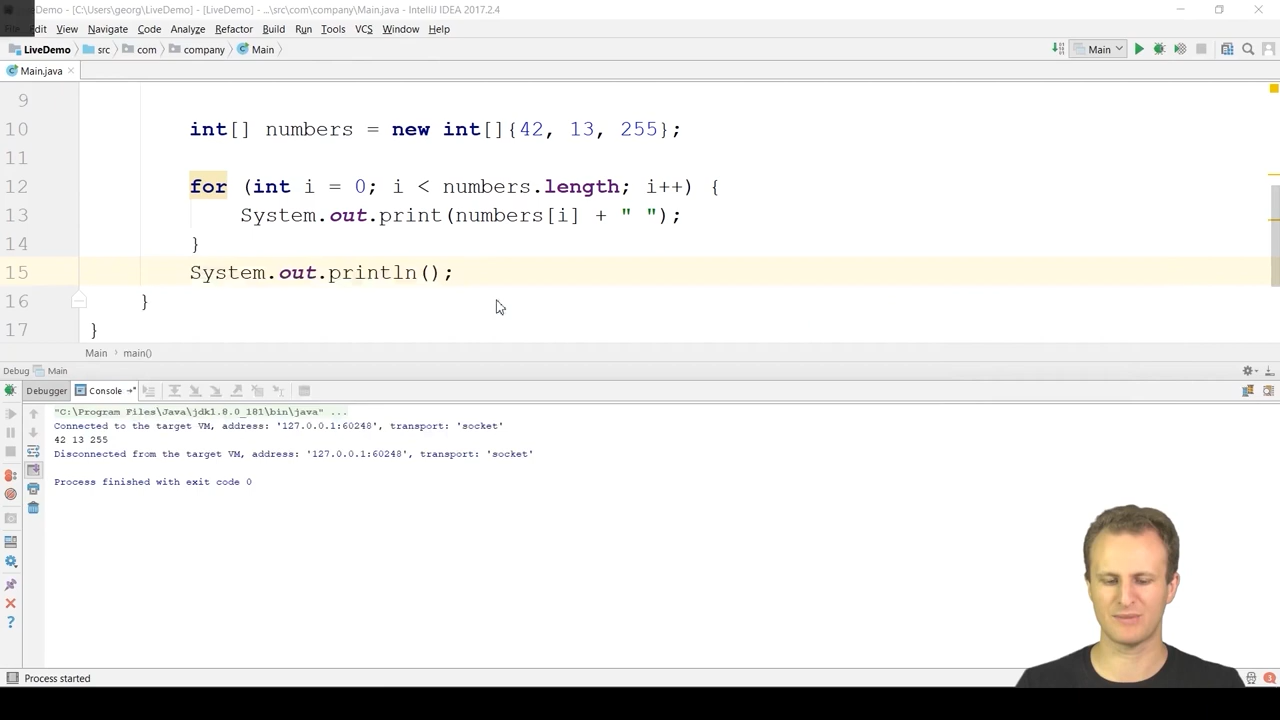 eDemo - [C:\Users\georg\LiveDemo] - [LiveDemo] - ...\src\com\company\Main.java - IntelliJ IDEA 2017.2.4
File Edit View Navigate Code Analyze Refactor Build Run Tools VCS Window Help
LiveDemo src com company Main Main
Main.java
9
10 int[] numbers = new int[]{42, 13, 255};
11
12 for (int i = 0; i < numbers.length; i++) {
13 System.out.print(numbers[i] + " ");
14 }
15 System.out.println();
16 }
17 }
Main main()
Debug Main
Debugger Console
"C:\Program Files\Java\jdk1.8.0_181\bin\java" ...
Connected to the target VM, address: '127.0.0.1:60248', transport: 'socket'
42 13 255
Disconnected from the target VM, address: '127.0.0.1:60248', transport: 'socket'
Process finished with exit code 0
Process started